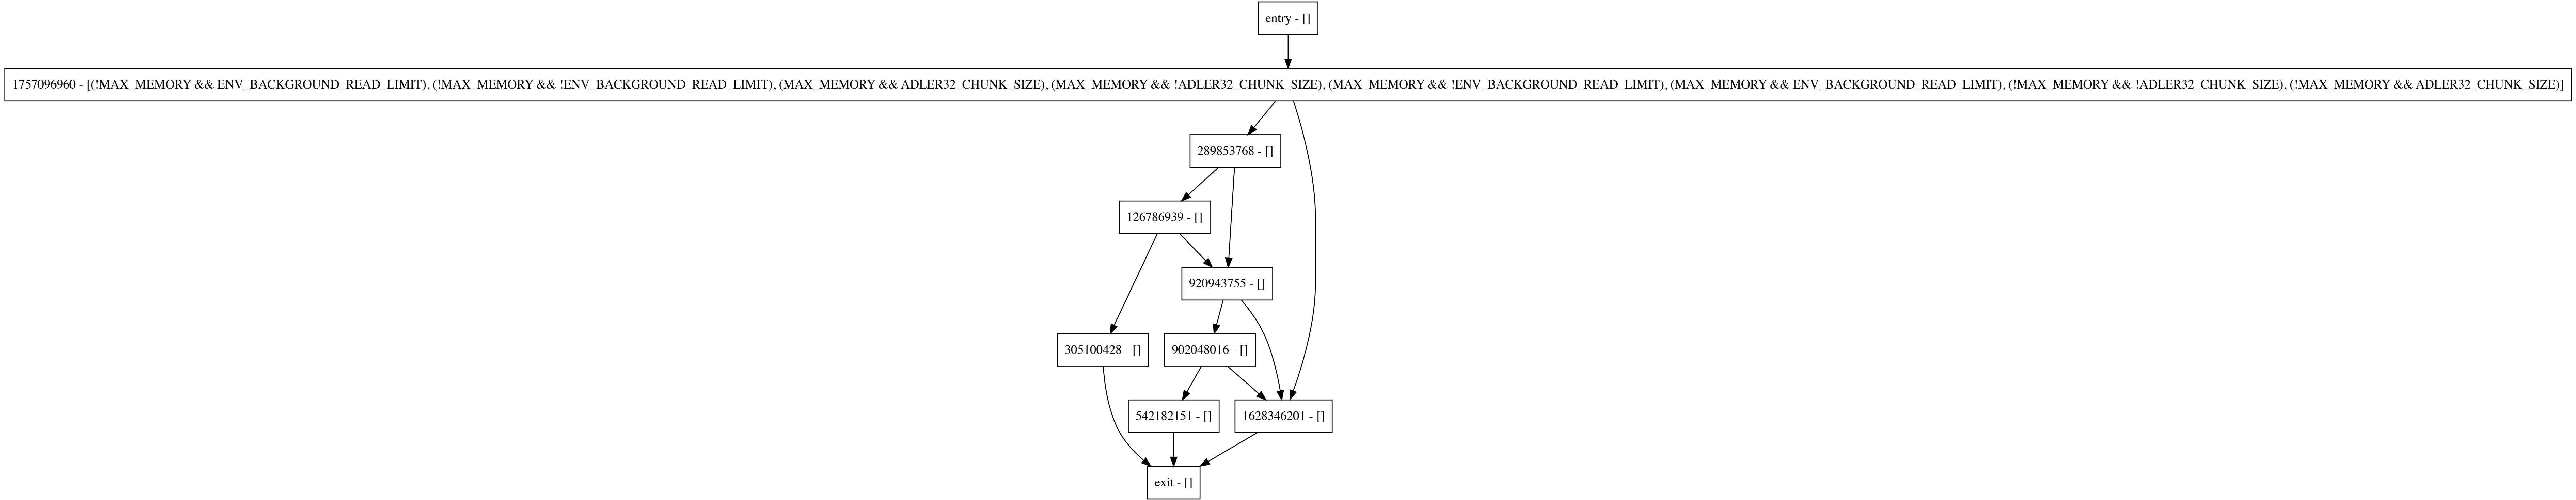 entry - []
1757096960 - [(!MAX_MEMORY && ENV_BACKGROUND_READ_LIMIT), (!MAX_MEMORY && !ENV_BACKGROUND_READ_LIMIT), (MAX_MEMORY && ADLER32_CHUNK_SIZE), (MAX_MEMORY && !ADLER32_CHUNK_SIZE), (MAX_MEMORY && !ENV_BACKGROUND_READ_LIMIT), (MAX_MEMORY && ENV_BACKGROUND_READ_LIMIT), (!MAX_MEMORY && !ADLER32_CHUNK_SIZE), (!MAX_MEMORY && ADLER32_CHUNK_SIZE)]
289853768 - []
126786939 - []
920943755 - []
305100428 - []
902048016 - []
542182151 - []
1628346201 - []
exit - []